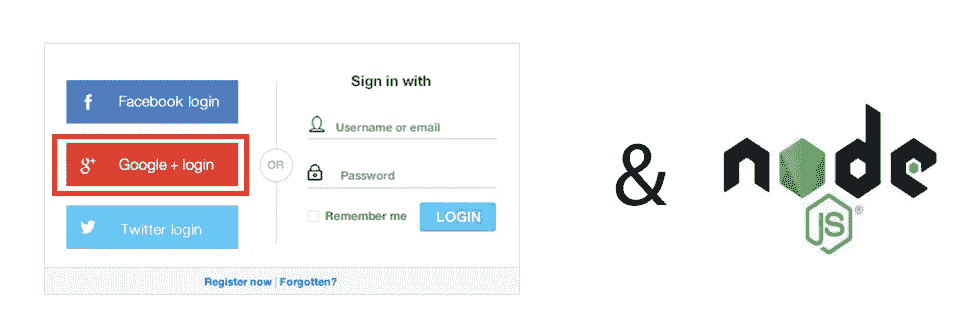 f Facebook login
g+ Google + login
Twitter login
OR
Sign in with
Username or email
Password
Remember me
LOGIN
Register now | Forgotten?
&
node
JS®